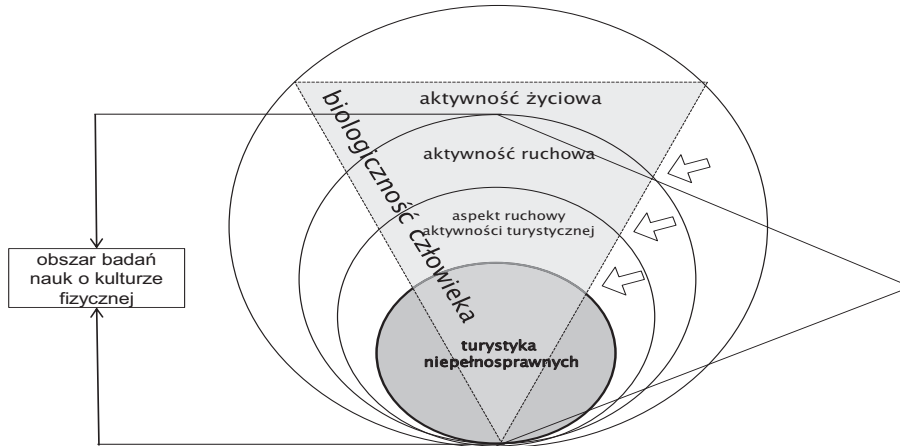 aktywność życiowa
biologiczność człowieka
aktywność ruchowa
aspekt ruchowy
aktywności turystycznej
obszar badań
nauk o kulturze
fizycznej
turystyka
niepełnosprawnych